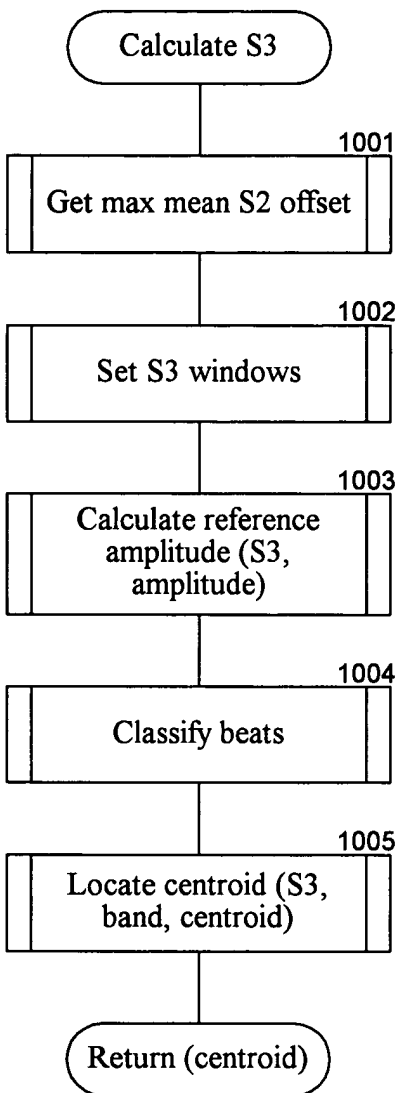 Calculate S3
1001
Get max mean S2 offset
1002
Set S3 windows
1003
Calculate reference
amplitude (S3,
amplitude)
1004
Classify beats
1005
Locate centroid (S3,
band, centroid)
Return (centroid)